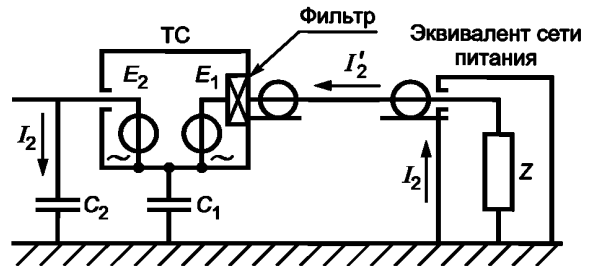 Фильтр
ТС
Эквивалент сети
питания
E₂
E₁
I′₂
I₂
~
~
I₂
Z
C₂
C₁